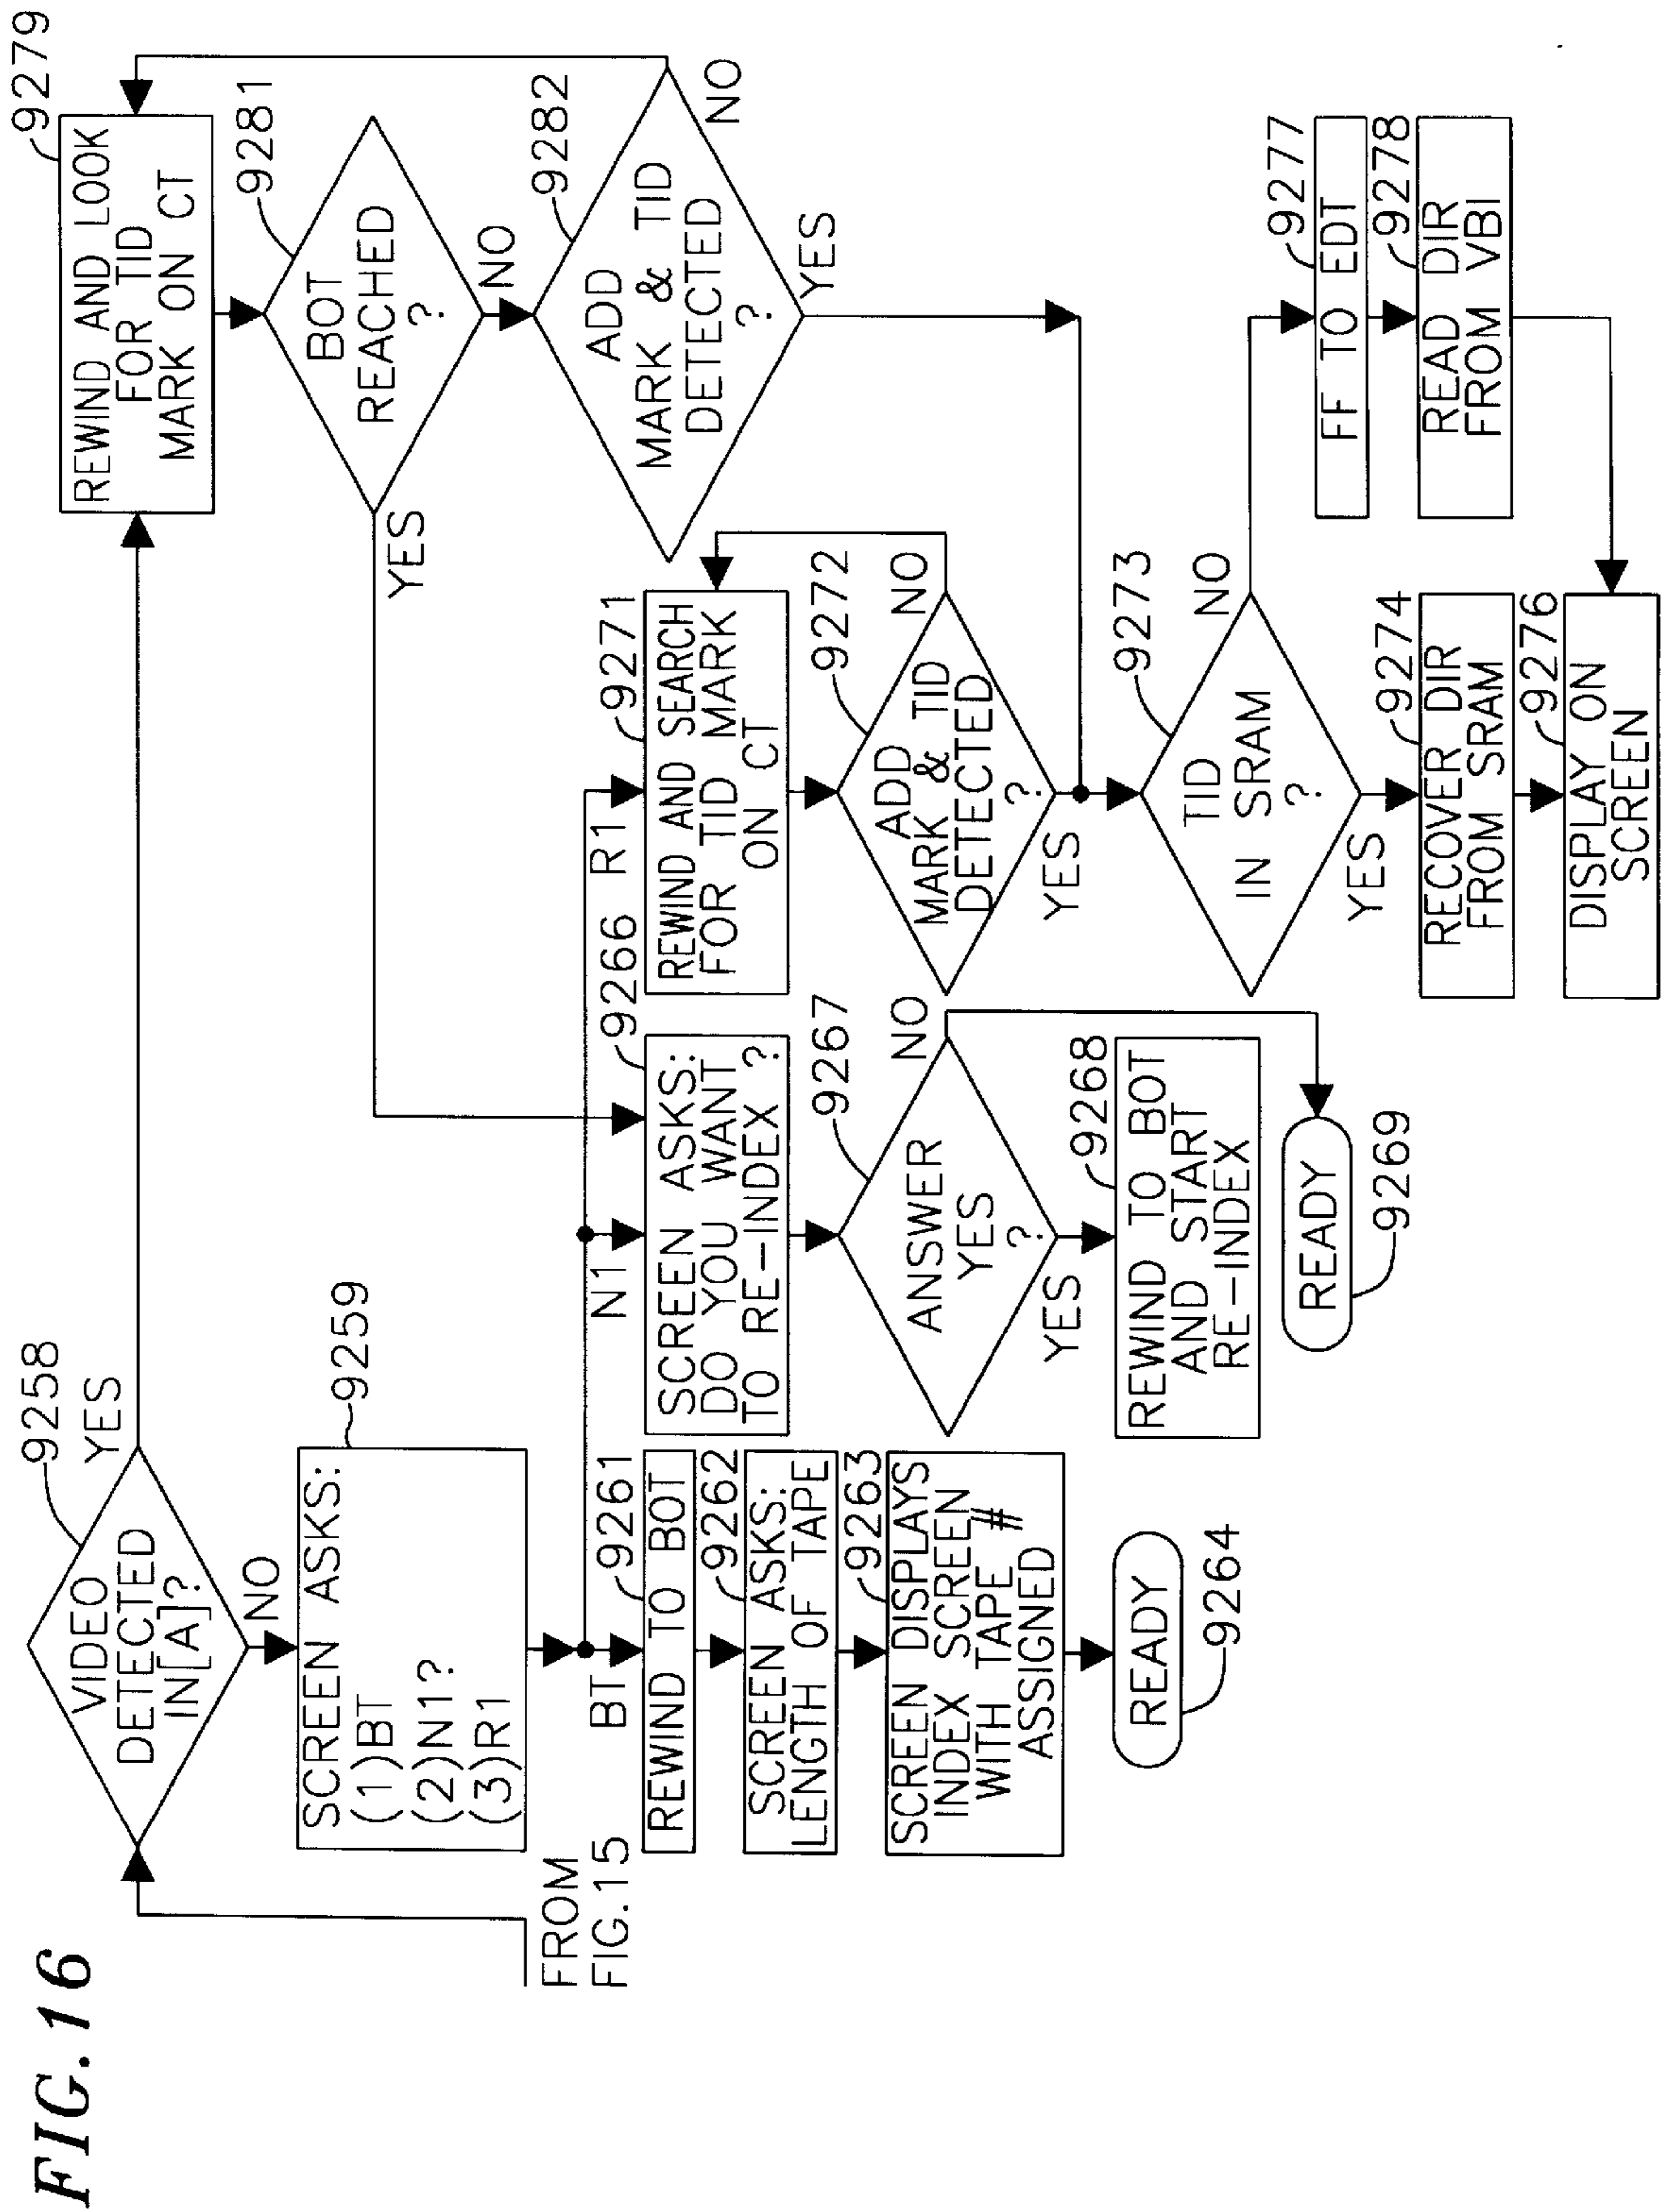 FIG.16
FROM
FIG.15
VIDEO
DETECTED
IN[A]?
9258
YES
NO
SCREEN ASKS:
(1)BT
(2)N1?
(3)R1
9259
BT
REWIND TO BOT
9261
SCREEN ASKS:
LENGTH OF TAPE
9262
SCREEN DISPLAYS
INDEX SCREEN
WITH TAPE #
ASSIGNED
9263
READY
9264
N1
SCREEN ASKS:
DO YOU WANT
TO RE-INDEX ?
9266
ANSWER
YES
?
9267
NO
YES
REWIND TO BOT
AND START
RE-INDEX
9268
READY
9269
R1
REWIND AND SEARCH
FOR TID MARK
ON CT
9271
ADD
MARK & TID
DETECTED
?
9272
NO
YES
TID
IN SRAM
?
9273
NO
YES
RECOVER DIR
FROM SRAM
9274
DISPLAY ON
SCREEN
9276
FF TO EDT
9277
READ DIR
FROM VBI
9278
REWIND AND LOOK
FOR TID
MARK ON CT
9279
BOT
REACHED
?
9281
YES
NO
ADD
MARK & TID
DETECTED
?
9282
NO
YES